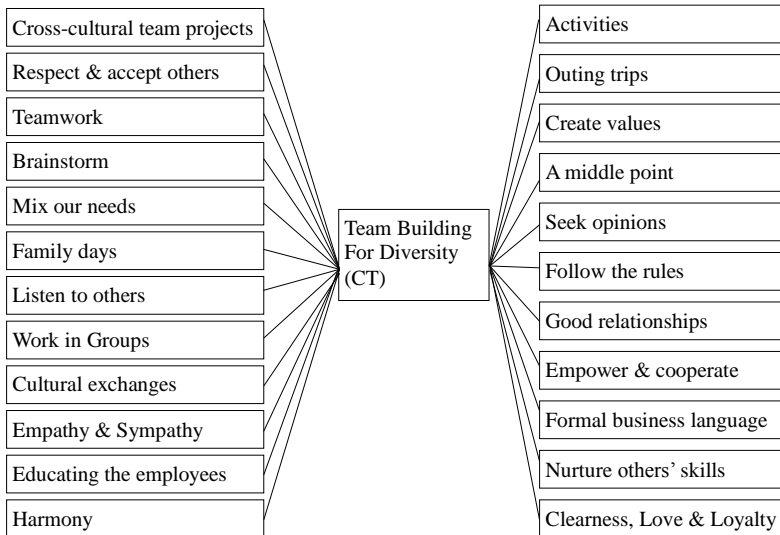 Cross-cultural team projects
Respect & accept others
Teamwork
Brainstorm
Mix our needs
Family days
Listen to others
Work in Groups
Cultural exchanges
Empathy & Sympathy
Educating the employees
Harmony
Team Building
For Diversity
(CT)
Activities
Outing trips
Create values
A middle point
Seek opinions
Follow the rules
Good relationships
Empower & cooperate
Formal business language
Nurture others’ skills
Clearness, Love & Loyalty